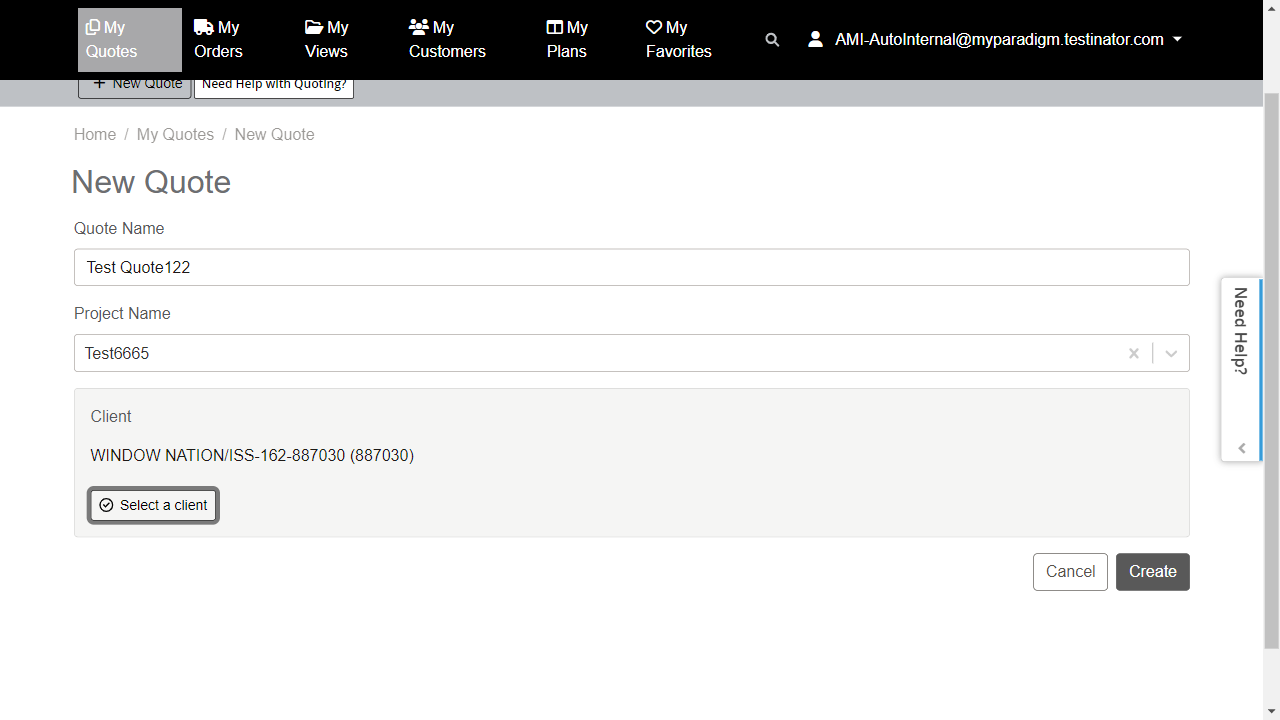 My Quotes
My Orders
My Views
My Customers
My Plans
My Favorites
AMI-AutoInternal@myparadigm.testinator.com
New Quote
Need Help with Quoting?
Home / My Quotes / New Quote
New Quote
Quote Name
Test Quote122
Project Name
Test6665
Client
WINDOW NATION/ISS-162-887030 (887030)
Select a client
Cancel
Create
Need Help?